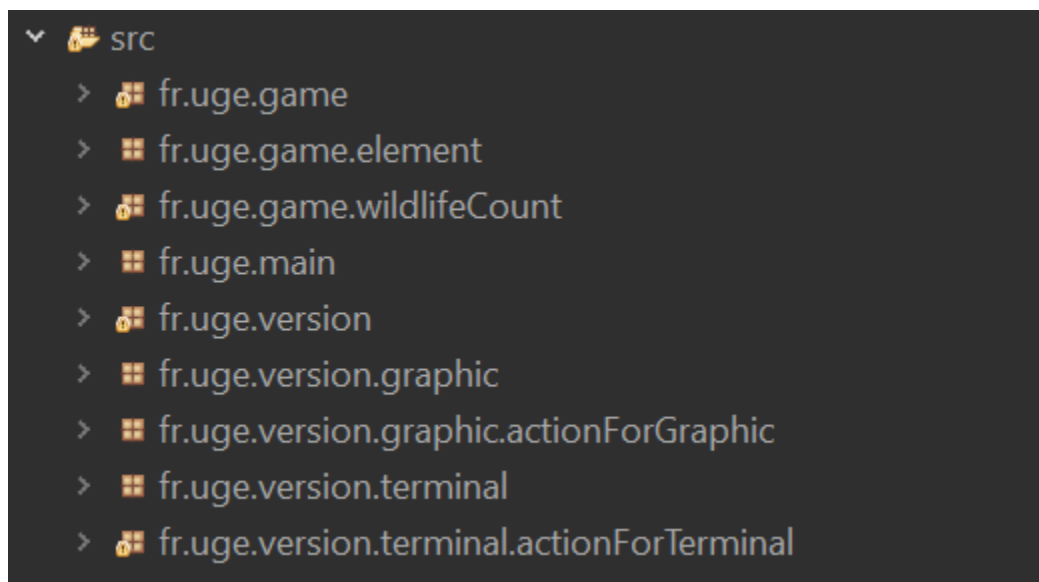 src
fr.uge.game
fr.uge.game.element
fr.uge.game.wildlifeCount
fr.uge.main
fr.uge.version
fr.uge.version.graphic
fr.uge.version.graphic.actionForGraphic
fr.uge.version.terminal
fr.uge.version.terminal.actionForTerminal